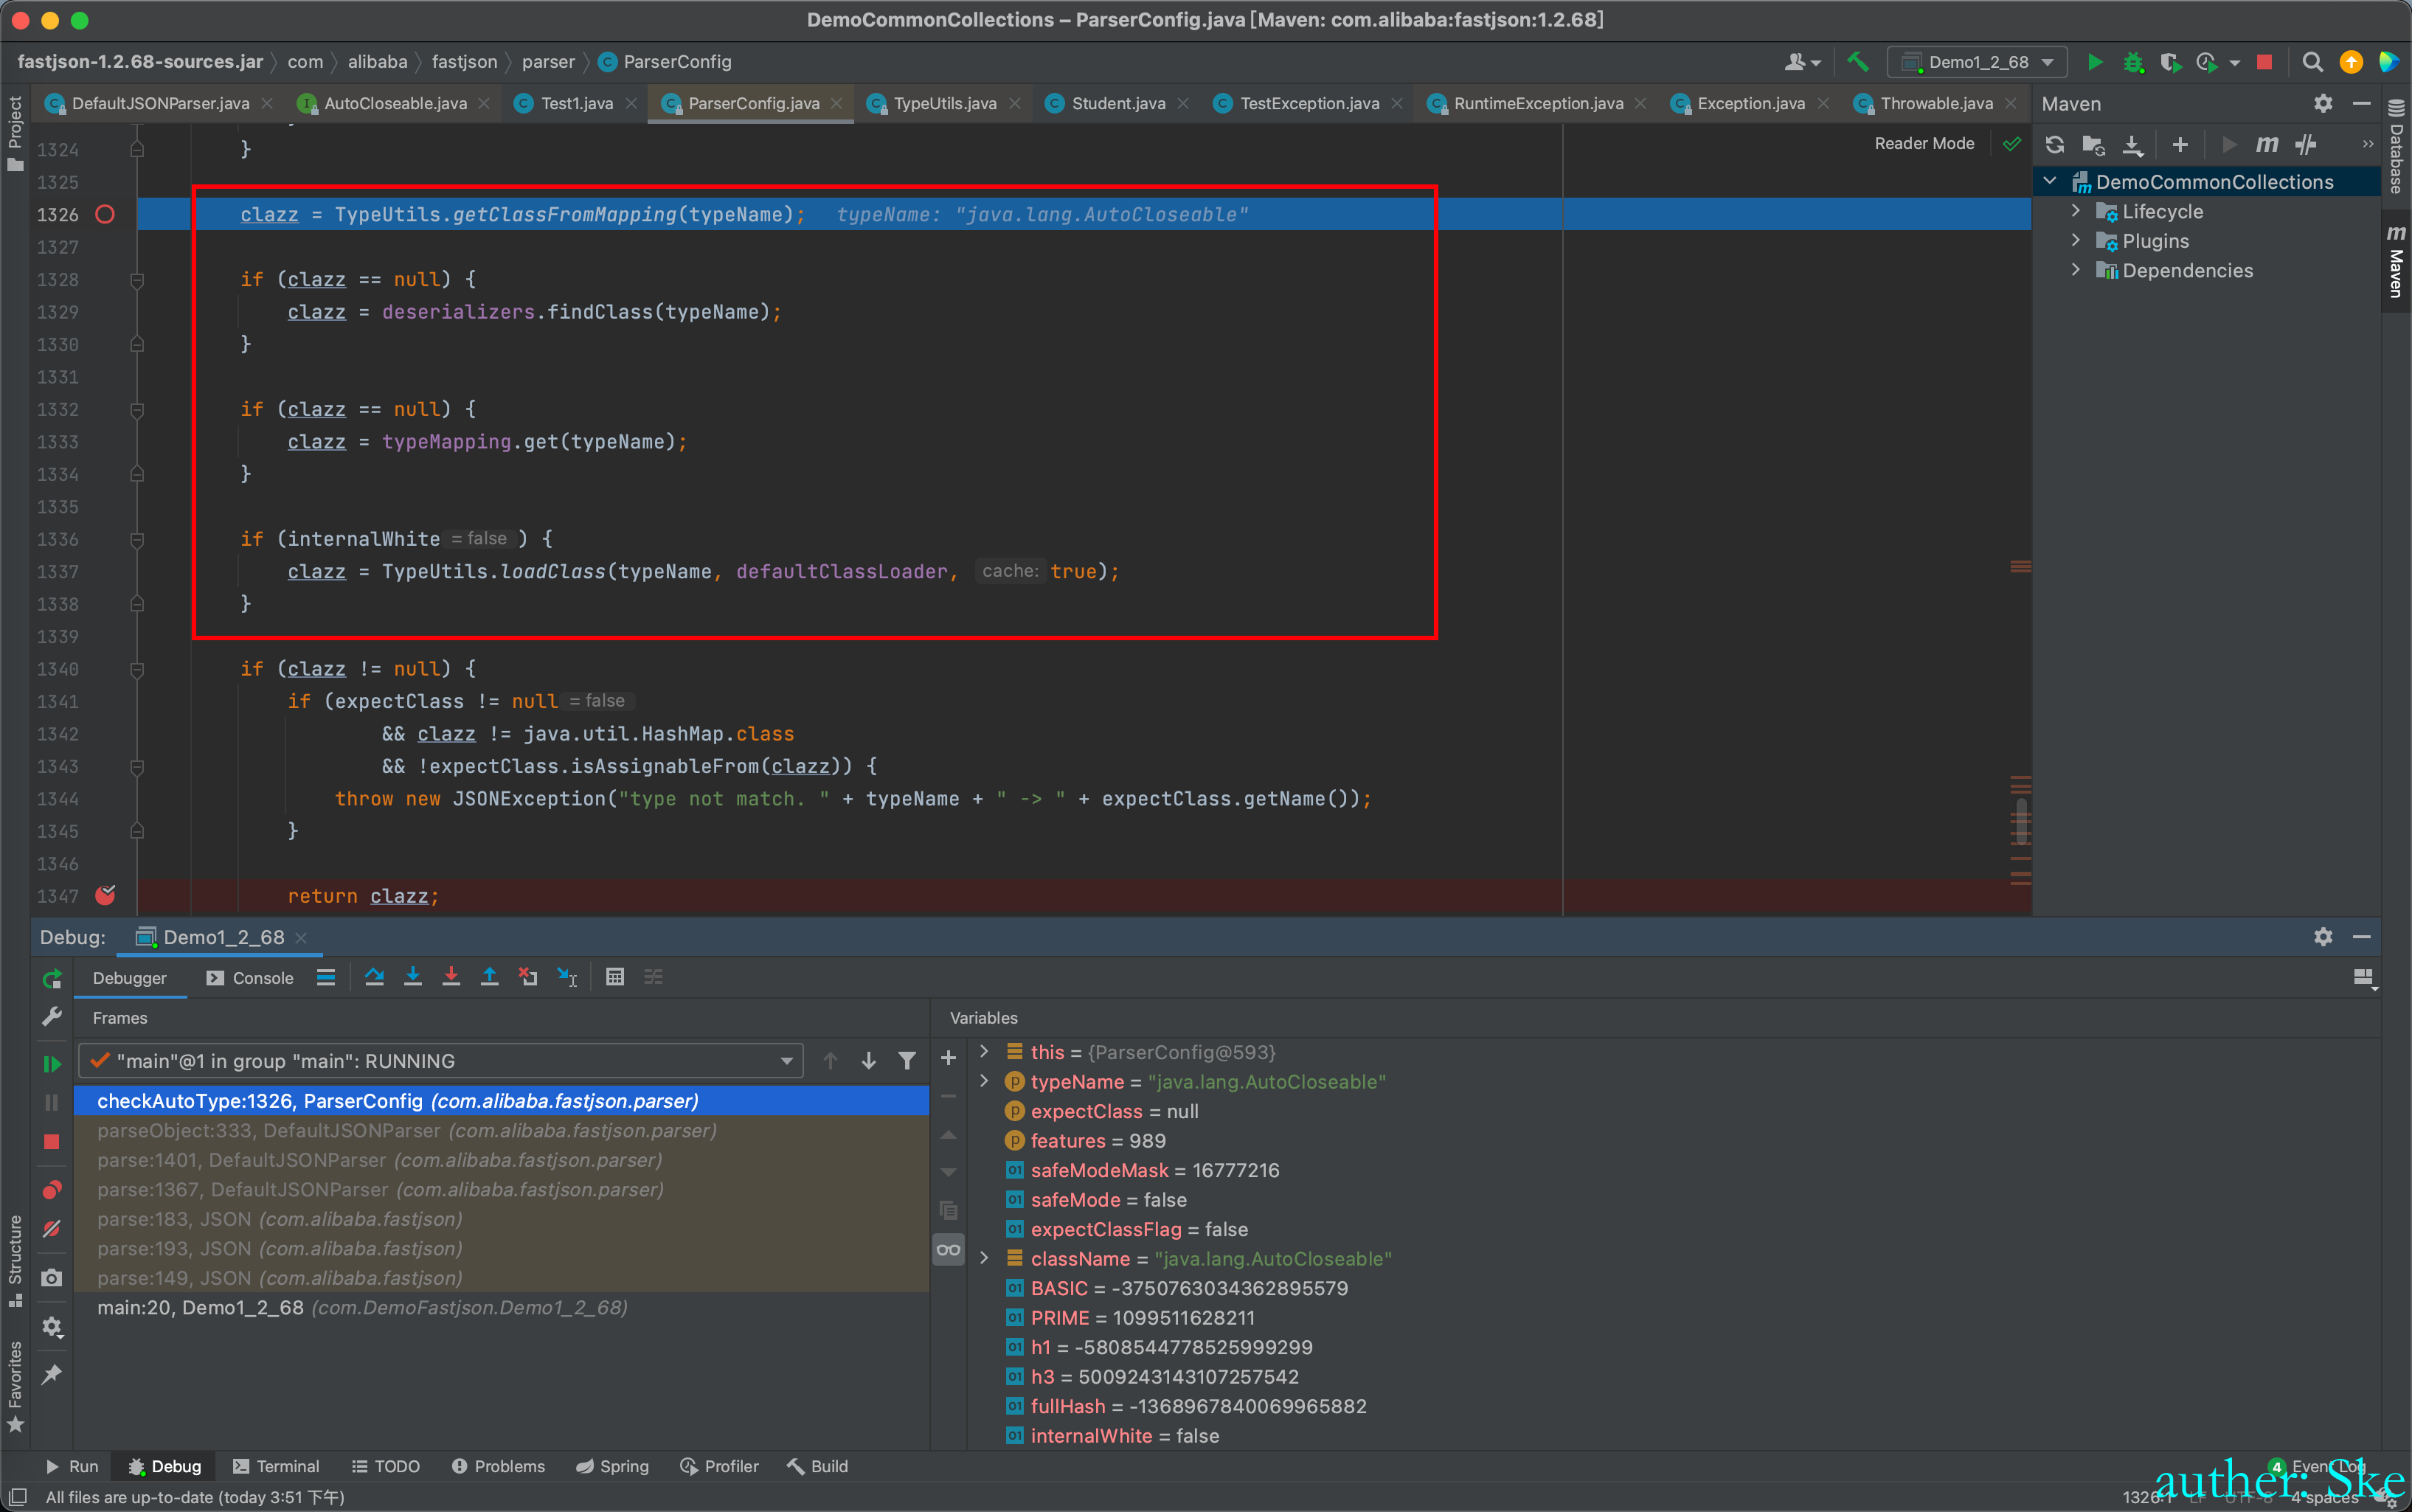 DemoCommonCollections – ParserConfig.java [Maven: com.alibaba:fastjson:1.2.68]
fastjson-1.2.68-sources.jar com alibaba fastjson parser ParserConfig Demo1_2_68
DefaultJSONParser.java AutoCloseable.java Test1.java ParserConfig.java TypeUtils.java Student.java TestException.java RuntimeException.java Exception.java Throwable.java
Maven
Project
Database
Maven
Reader Mode
DemoCommonCollections
Lifecycle
Plugins
Dependencies
1324 }
1325
1326 clazz = TypeUtils.getClassFromMapping(typeName); typeName: "java.lang.AutoCloseable"
1327
1328 if (clazz == null) {
1329 clazz = deserializers.findClass(typeName);
1330 }
1331
1332 if (clazz == null) {
1333 clazz = typeMapping.get(typeName);
1334 }
1335
1336 if (internalWhite = false ) {
1337 clazz = TypeUtils.loadClass(typeName, defaultClassLoader, cache: true);
1338 }
1339
1340 if (clazz != null) {
1341 if (expectClass != null = false
1342 && clazz != java.util.HashMap.class
1343 && !expectClass.isAssignableFrom(clazz)) {
1344 throw new JSONException("type not match. " + typeName + " -> " + expectClass.getName());
1345 }
1346
1347 return clazz;
Debug: Demo1_2_68
Debugger Console
Frames
"main"@1 in group "main": RUNNING
checkAutoType:1326, ParserConfig (com.alibaba.fastjson.parser)
parseObject:333, DefaultJSONParser (com.alibaba.fastjson.parser)
parse:1401, DefaultJSONParser (com.alibaba.fastjson.parser)
parse:1367, DefaultJSONParser (com.alibaba.fastjson.parser)
parse:183, JSON (com.alibaba.fastjson)
parse:193, JSON (com.alibaba.fastjson)
parse:149, JSON (com.alibaba.fastjson)
main:20, Demo1_2_68 (com.DemoFastjson.Demo1_2_68)
Variables
this = {ParserConfig@593}
typeName = "java.lang.AutoCloseable"
expectClass = null
features = 989
safeModeMask = 16777216
safeMode = false
expectClassFlag = false
className = "java.lang.AutoCloseable"
BASIC = -3750763034362895579
PRIME = 1099511628211
h1 = -5808544778525999299
h3 = 5009243143107257542
fullHash = -1368967840069965882
internalWhite = false
Structure
Favorites
Run Debug Terminal TODO Problems Spring Profiler Build
4 Event Log
All files are up-to-date (today 3:51 下午)
1326:1 LF UTF-8 4 spaces
auther: Ske